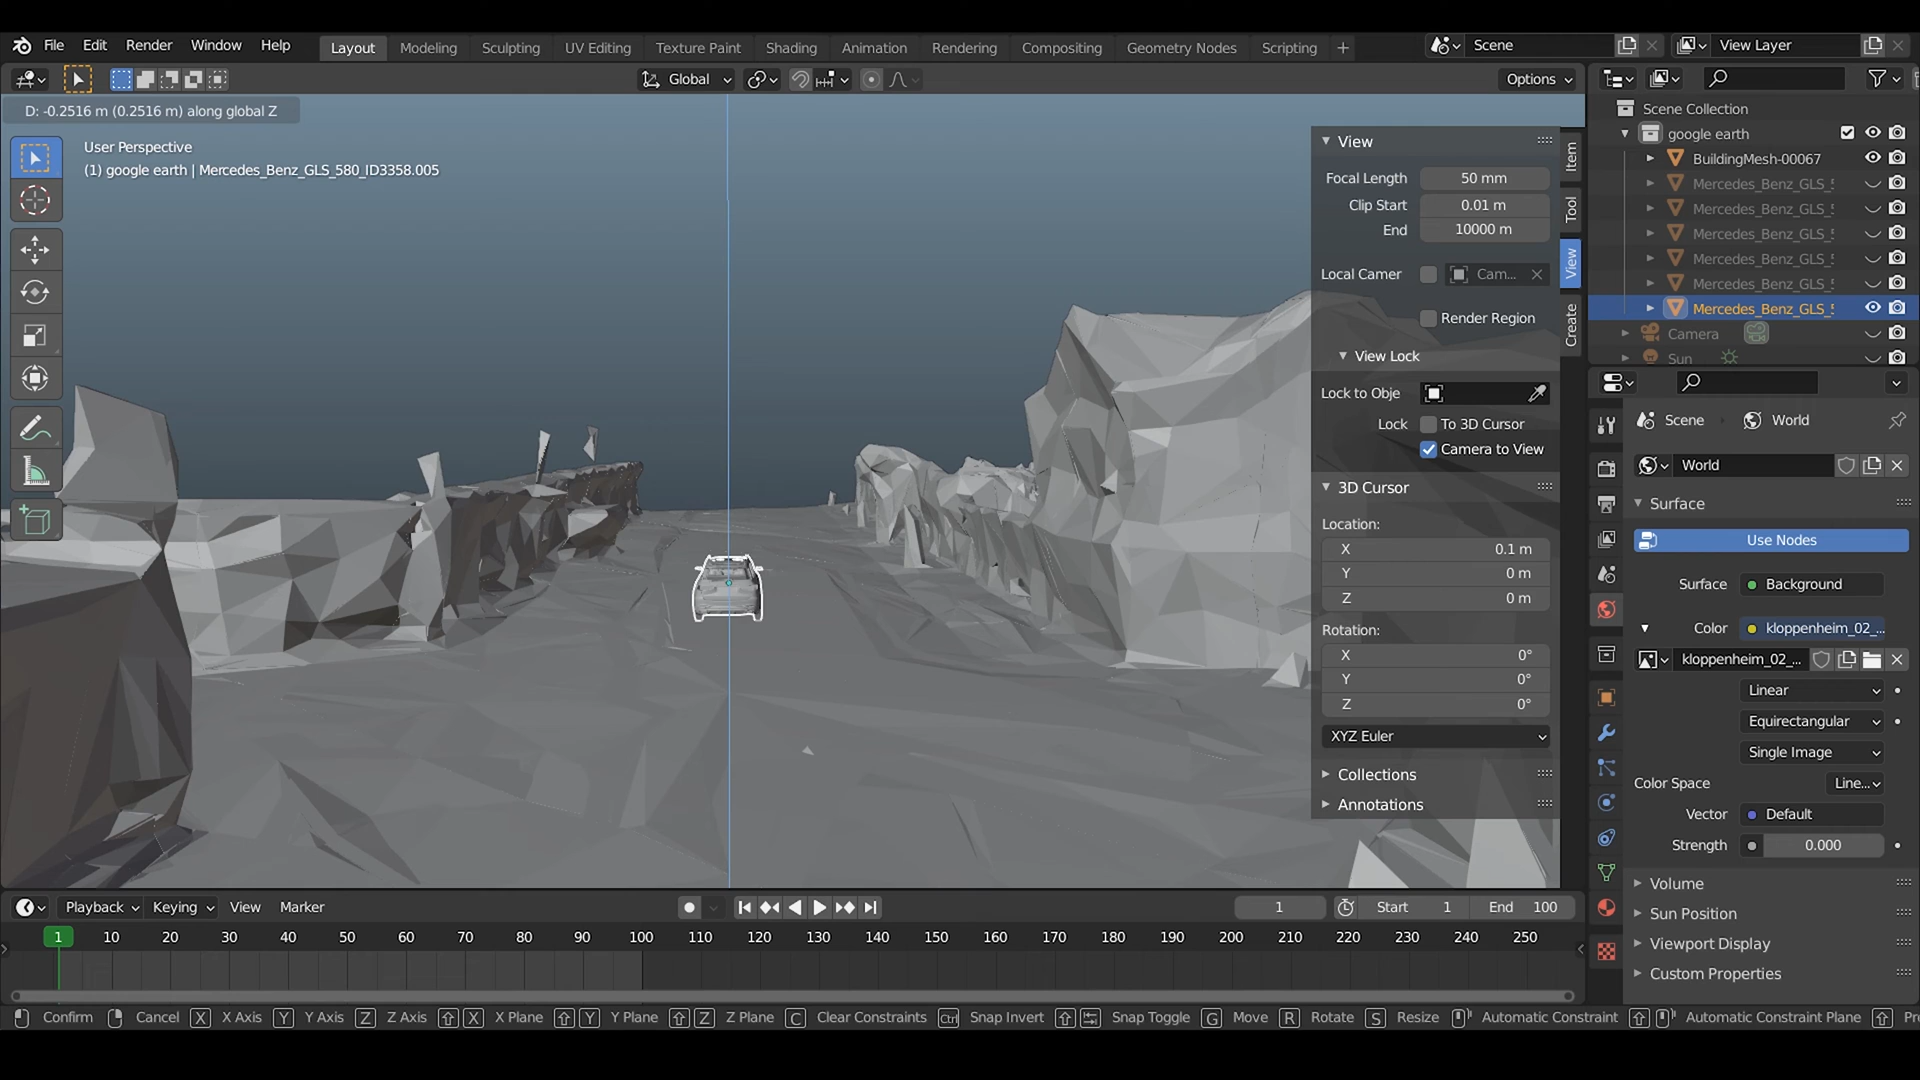 File Edit Render Window Help Layout Modeling Sculpting UV Editing Texture Paint Shading Animation Rendering Compositing Geometry Nodes Scripting + Scene View Layer
Global Options
D: -0.2516 m (0.2516 m) along global Z
User Perspective
(1) google earth | Mercedes_Benz_GLS_580_ID3358.005
View
Focal Length 50 mm
Clip Start 0.01 m
End 10000 m
Local Camer Cam...
Render Region
View Lock
Lock to Obje
Lock To 3D Cursor
Camera to View
3D Cursor
Location:
X 0.1 m
Y 0 m
Z 0 m
Rotation:
X 0°
Y 0°
Z 0°
XYZ Euler
Collections
Annotations
Item
Tool
View
Create
Scene Collection
google earth
BuildingMesh-00067
Mercedes_Benz_GLS_5
Mercedes_Benz_GLS_5
Mercedes_Benz_GLS_5
Mercedes_Benz_GLS_5
Mercedes_Benz_GLS_5
Mercedes_Benz_GLS_5
Camera
Sun
Scene World
World
Surface
Use Nodes
Surface Background
Color kloppenheim_02_...
kloppenheim_02_...
Linear
Equirectangular
Single Image
Color Space Line...
Vector Default
Strength 0.000
Volume
Sun Position
Viewport Display
Custom Properties
Playback Keying View Marker 1 Start 1 End 100
1 10 20 30 40 50 60 70 80 90 100 110 120 130 140 150 160 170 180 190 200 210 220 230 240 250
Confirm Cancel X X Axis Y Y Axis Z Z Axis X X Plane Y Y Plane Z Z Plane C Clear Constraints Ctrl Snap Invert Snap Toggle G Move R Rotate S Resize Automatic Constraint Automatic Constraint Plane